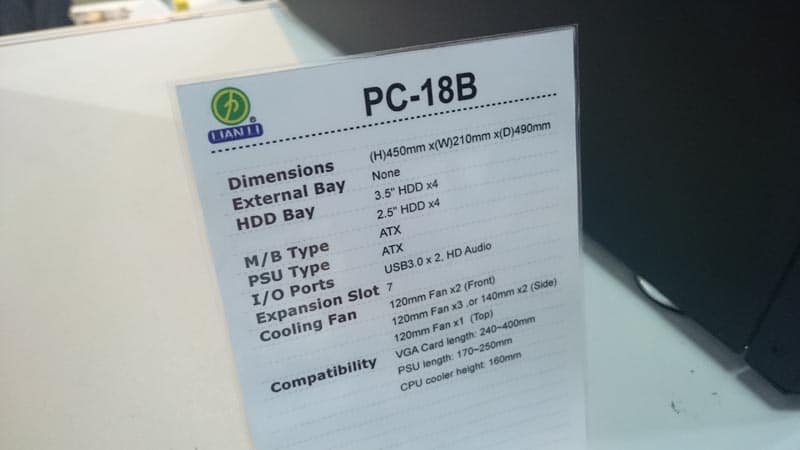 PC-18B
LIAN LI®
Dimensions (H)450mm x(W)210mm x(D)490mm
External Bay None
HDD Bay 3.5" HDD x4
2.5" HDD x4
M/B Type ATX
PSU Type ATX
I/O Ports USB3.0 x 2, HD Audio
Expansion Slot 7
Cooling Fan 120mm Fan x2 (Front)
120mm Fan x3 ,or 140mm x2 (Side)
120mm Fan x1 (Top)
Compatibility VGA Card length: 240~400mm
PSU length: 170~250mm
CPU cooler height: 160mm